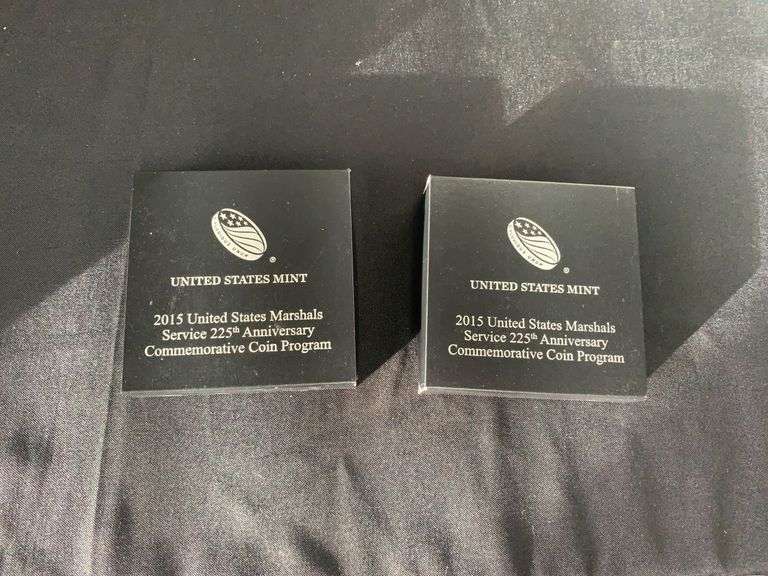 UNITED STATES MINT
2015 United States Marshals
Service 225th Anniversary
Commemorative Coin Program
UNITED STATES MINT
2015 United States Marshals
Service 225th Anniversary
Commemorative Coin Program